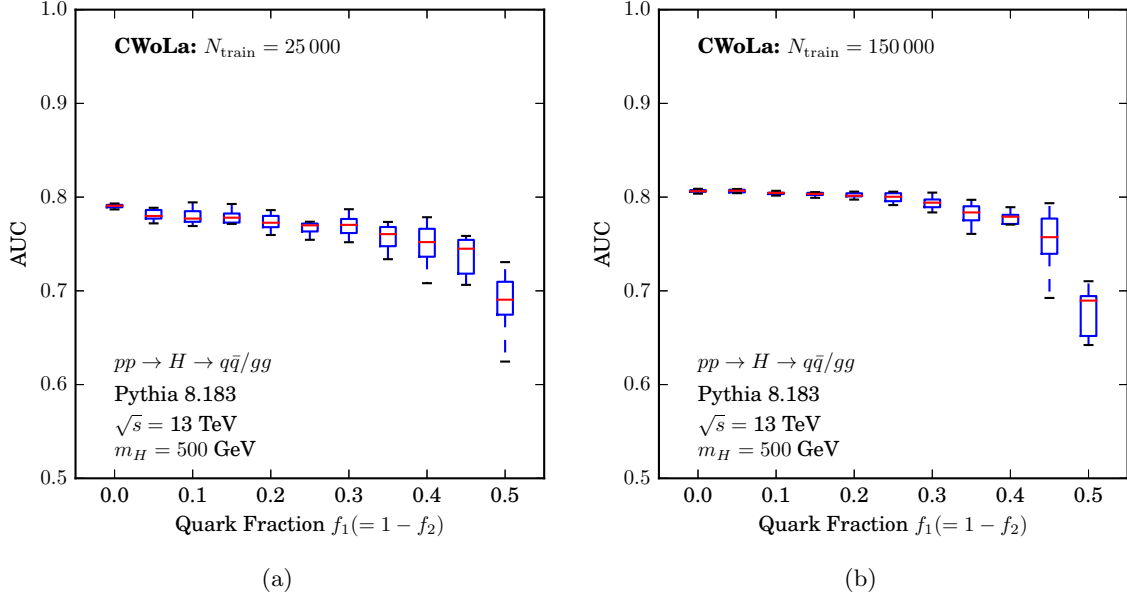 1.0
0.9
0.8
0.7
0.6
0.5
AUC
CWoLa: N_train = 25 000
pp → H → qq̄/gg
Pythia 8.183
√s = 13 TeV
m_H = 500 GeV
0.0 0.1 0.2 0.3 0.4 0.5
Quark Fraction f₁(= 1 − f₂)
(a)
1.0
0.9
0.8
0.7
0.6
0.5
AUC
CWoLa: N_train = 150 000
pp → H → qq̄/gg
Pythia 8.183
√s = 13 TeV
m_H = 500 GeV
0.0 0.1 0.2 0.3 0.4 0.5
Quark Fraction f₁(= 1 − f₂)
(b)